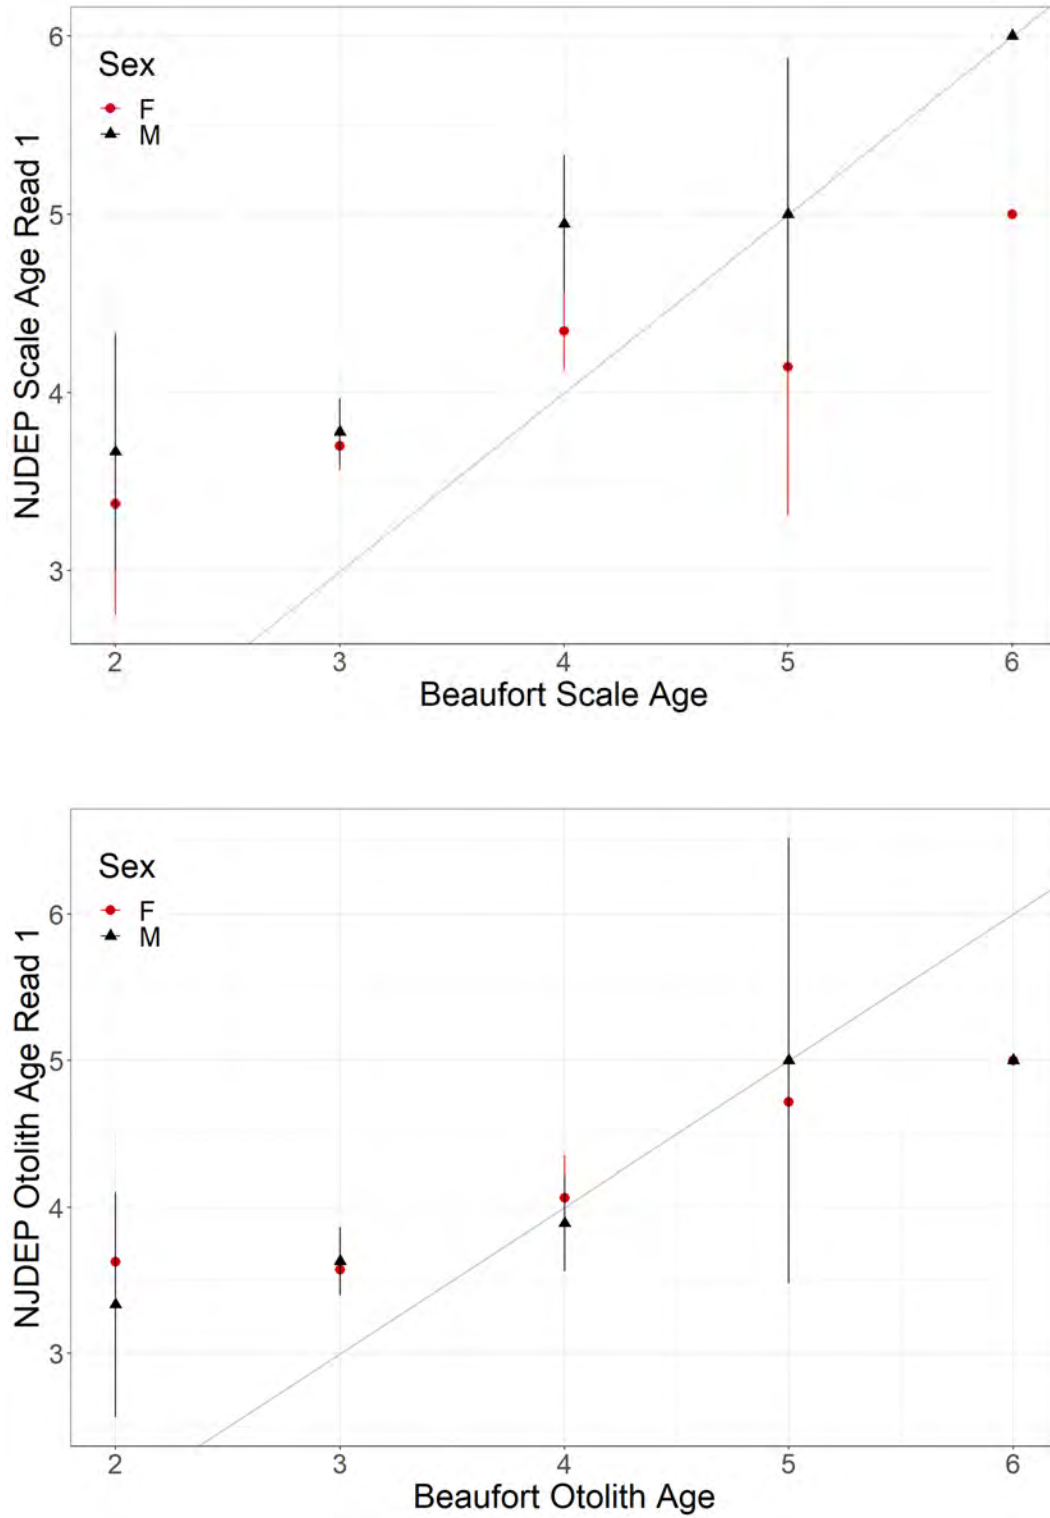 NJDEP Scale Age Read 1
6
5
4
3
Sex
F
M
2 3 4 5 6
Beaufort Scale Age
NJDEP Otolith Age Read 1
6
5
4
3
Sex
F
M
2 3 4 5 6
Beaufort Otolith Age